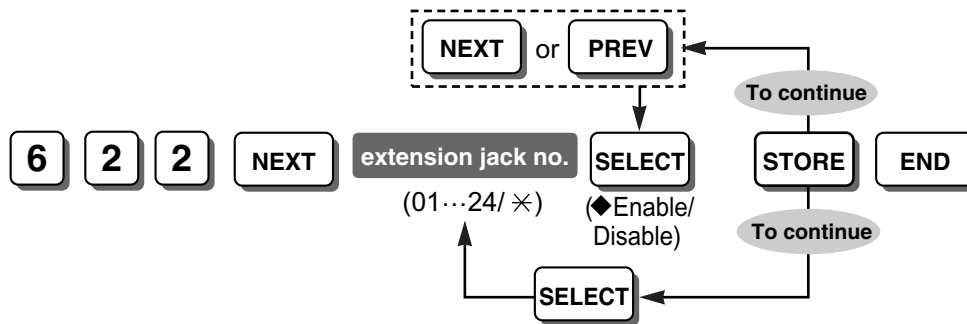 NEXT or PREV
To continue
6 2 2 NEXT extension jack no. SELECT STORE END
(01···24/ ✳) (◆Enable/
Disable)
To continue
SELECT